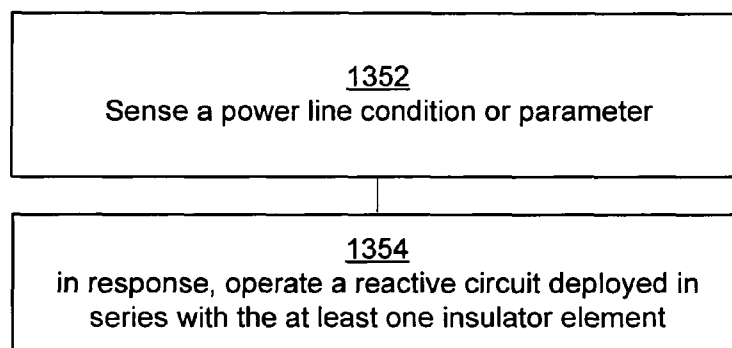 1352
Sense a power line condition or parameter
1354
in response, operate a reactive circuit deployed in
series with the at least one insulator element